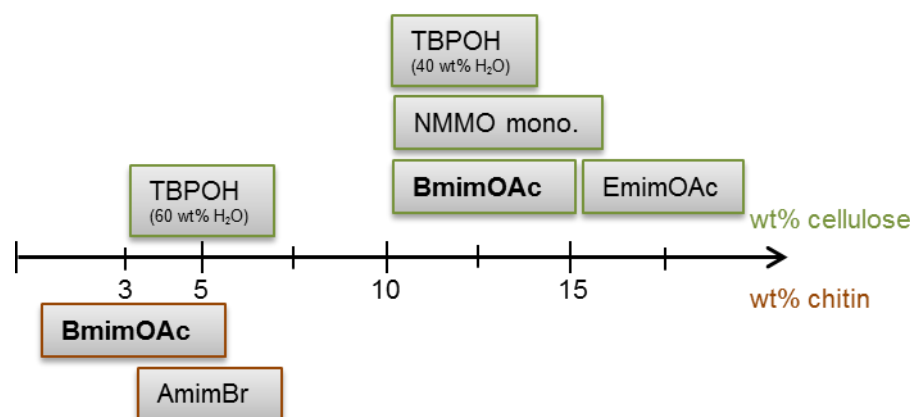 TBPOH
(40 wt% H₂O)
NMMO mono.
BmimOAc
EmimOAc
TBPOH
(60 wt% H₂O)
wt% cellulose
3 5 10 15
wt% chitin
BmimOAc
AmimBr